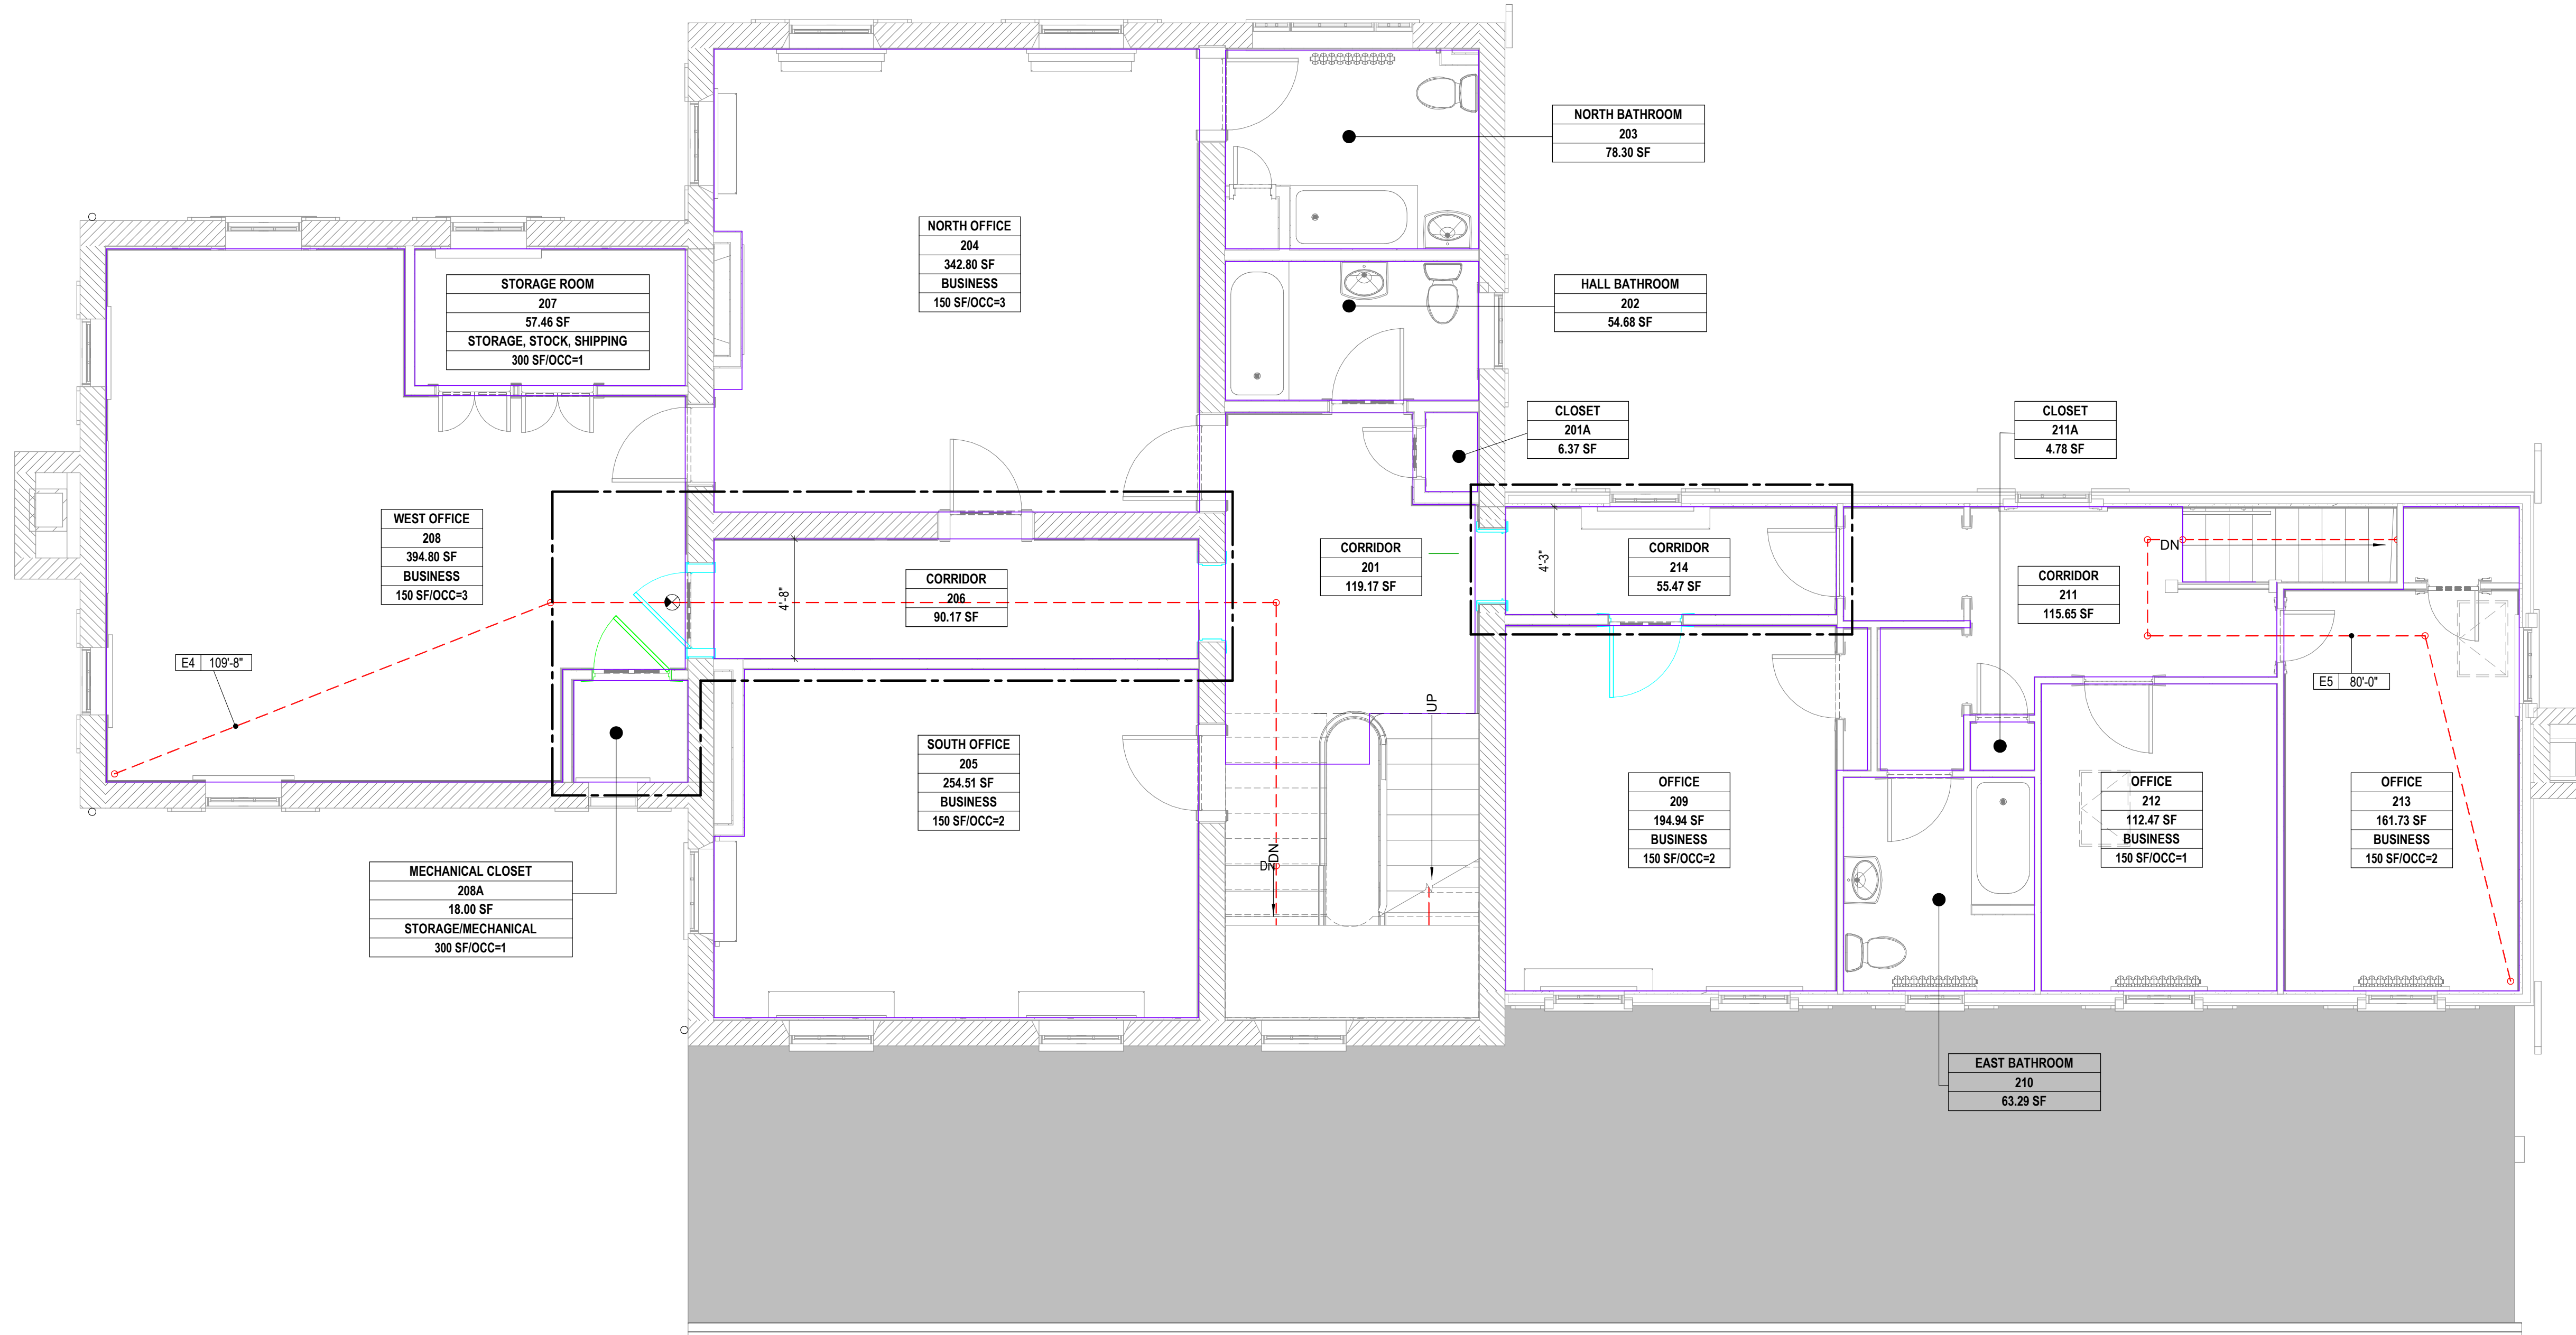 NORTH BATHROOM
203
78.30 SF
NORTH OFFICE
204
342.80 SF
BUSINESS
150 SF/OCC=3
STORAGE ROOM
207
57.46 SF
STORAGE, STOCK, SHIPPING
300 SF/OCC=1
HALL BATHROOM
202
54.68 SF
CLOSET
201A
6.37 SF
CLOSET
211A
4.78 SF
WEST OFFICE
208
394.80 SF
BUSINESS
150 SF/OCC=3
CORRIDOR
206
90.17 SF
4'-8"
CORRIDOR
201
119.17 SF
4'-3"
CORRIDOR
214
55.47 SF
DN
CORRIDOR
211
115.65 SF
E4 109'-8"
E5 80'-0"
UP
SOUTH OFFICE
205
254.51 SF
BUSINESS
150 SF/OCC=2
DN
DN
OFFICE
209
194.94 SF
BUSINESS
150 SF/OCC=2
OFFICE
212
112.47 SF
BUSINESS
150 SF/OCC=1
OFFICE
213
161.73 SF
BUSINESS
150 SF/OCC=2
MECHANICAL CLOSET
208A
18.00 SF
STORAGE/MECHANICAL
300 SF/OCC=1
EAST BATHROOM
210
63.29 SF